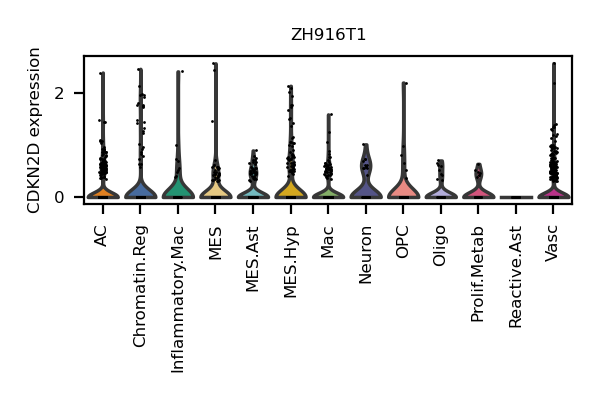 ZH916T1
CDKN2D expression
2
0
AC
Chromatin.Reg
Inflammatory.Mac
MES
MES.Ast
MES.Hyp
Mac
Neuron
OPC
Oligo
Prolif.Metab
Reactive.Ast
Vasc